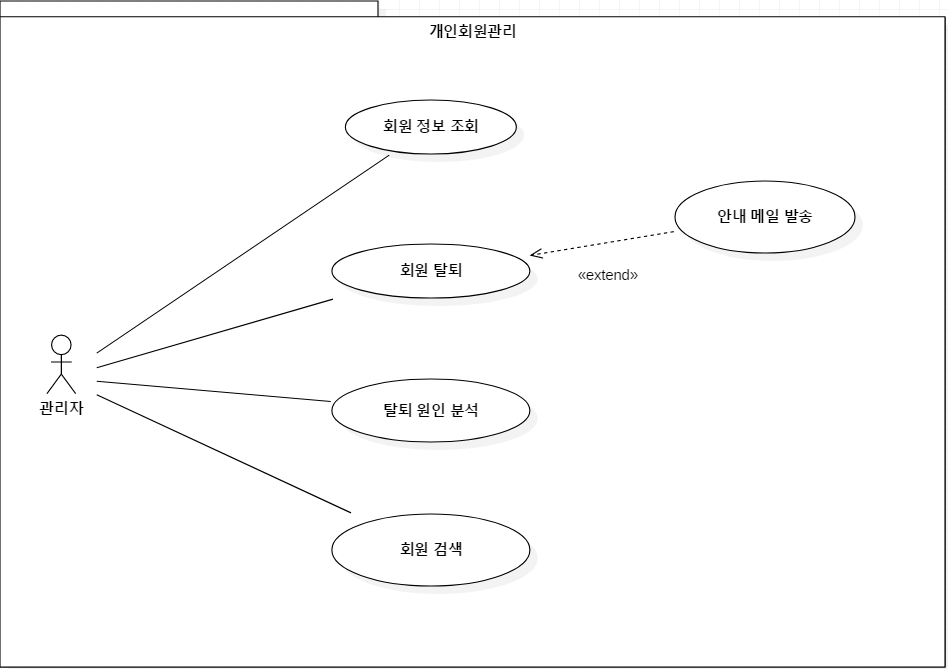 개인회원관리
회원 정보 조회
안내 메일 발송
회원 탈퇴
«extend»
관리자
탈퇴 원인 분석
회원 검색